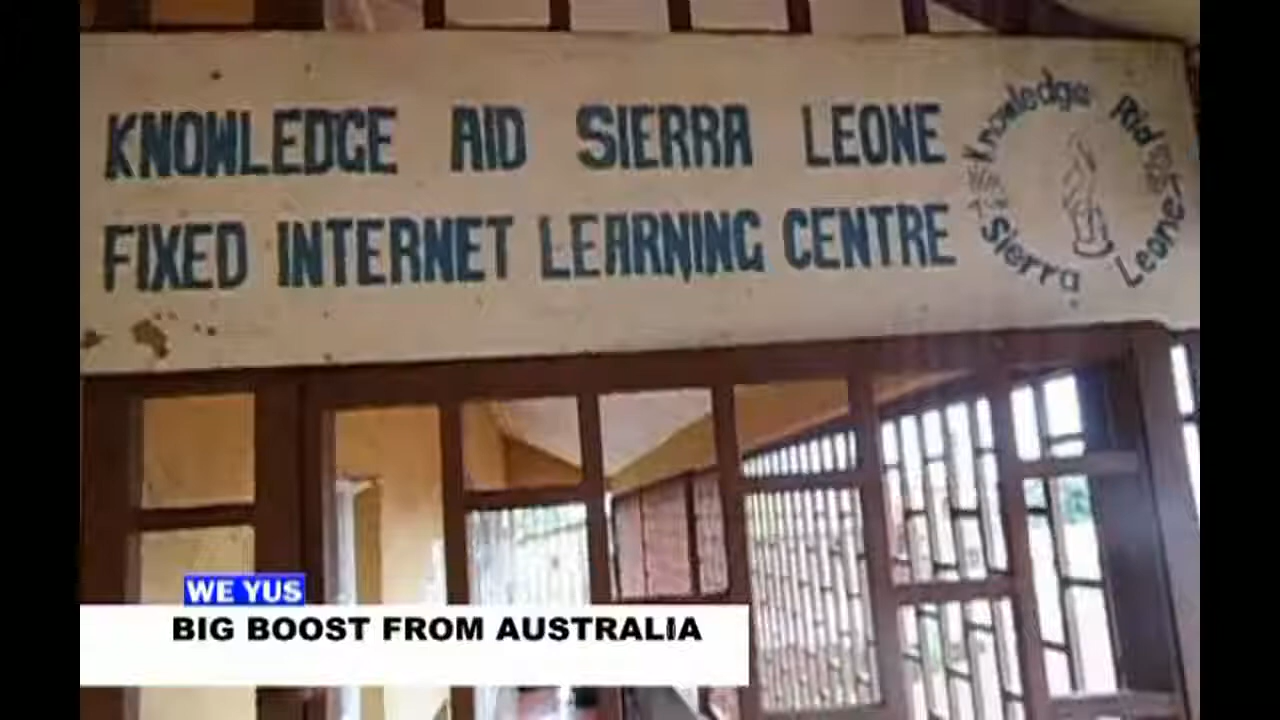 KNOWLEDGE AID SIERRA LEONE
FIXED INTERNET LEARNING CENTRE
Knowledge Aid
Sierra Leone
WE YUS
BIG BOOST FROM AUSTRALIA